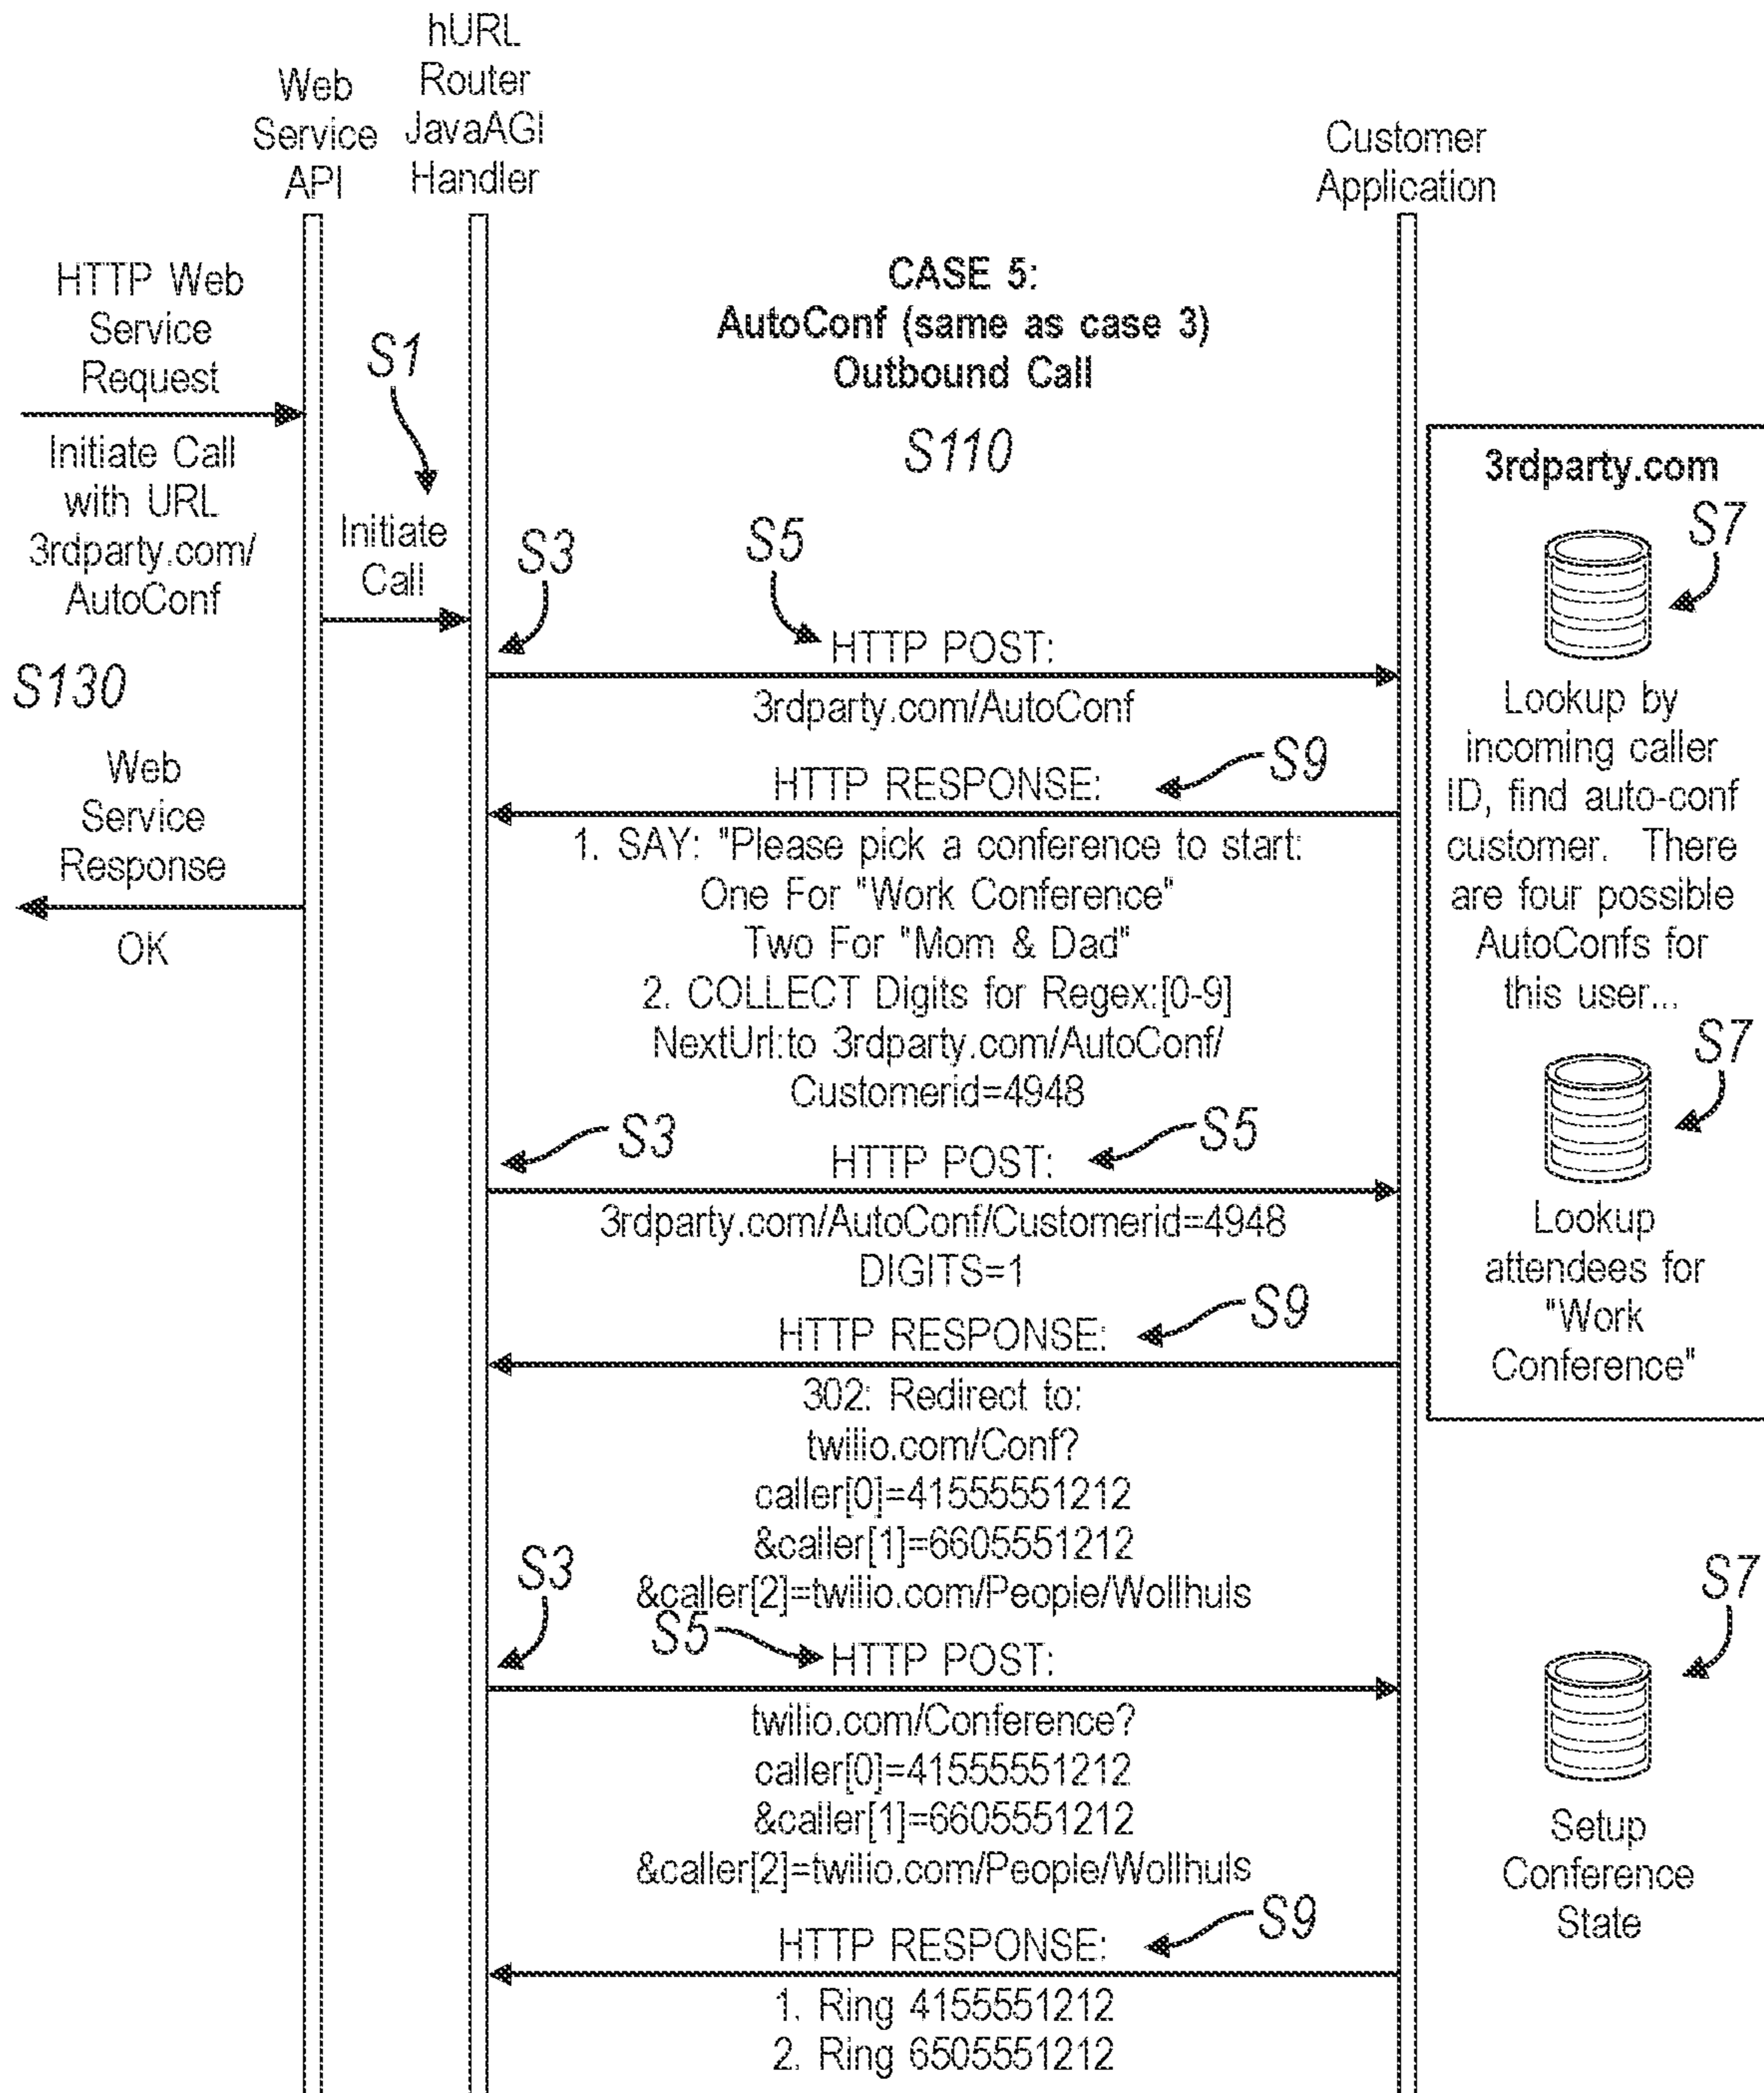 Web
Service
API
hURL
Router
JavaAGI
Handler
Customer
Application
CASE 5:
AutoConf (same as case 3)
Outbound Call
S110
HTTP Web
Service
Request
Initiate Call
with URL
3rdparty.com/
AutoConf
S130
Web
Service
Response
OK
S1
Initiate
Call
S3
S5
HTTP POST:
3rdparty.com/AutoConf
HTTP RESPONSE:
S9
1. SAY: "Please pick a conference to start:
One For "Work Conference"
Two For "Mom & Dad"
2. COLLECT Digits for Regex:[0-9]
NextUrl:to 3rdparty.com/AutoConf/
Customerid=4948
S3
HTTP POST:
S5
3rdparty.com/AutoConf/Customerid=4948
DIGITS=1
HTTP RESPONSE:
S9
302: Redirect to:
twilio.com/Conf?
caller[0]=41555551212
&caller[1]=6605551212
&caller[2]=twilio.com/People/Wollhuls
S3
S5
HTTP POST:
twilio.com/Conference?
caller[0]=41555551212
&caller[1]=6605551212
&caller[2]=twilio.com/People/Wollhuls
HTTP RESPONSE:
S9
1. Ring 4155551212
2. Ring 6505551212
3rdparty.com
S7
Lookup by
incoming caller
ID, find auto-conf
customer. There
are four possible
AutoConfs for
this user...
S7
Lookup
attendees for
"Work
Conference"
S7
Setup
Conference
State